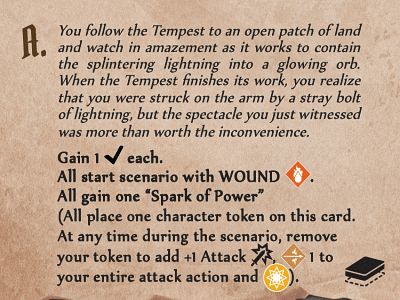 A. You follow the Tempest to an open patch of land
and watch in amazement as it works to contain
the splintering lightning into a glowing orb.
When the Tempest finishes its work, you realize
that you were struck on the arm by a stray bolt
of lightning, but the spectacle you just witnessed
was more than worth the inconvenience.
Gain 1 ✓ each.
All start scenario with WOUND .
All gain one “Spark of Power”
(All place one character token on this card.
At any time during the scenario, remove
your token to add +1 Attack , 1 to
your entire attack action and ).